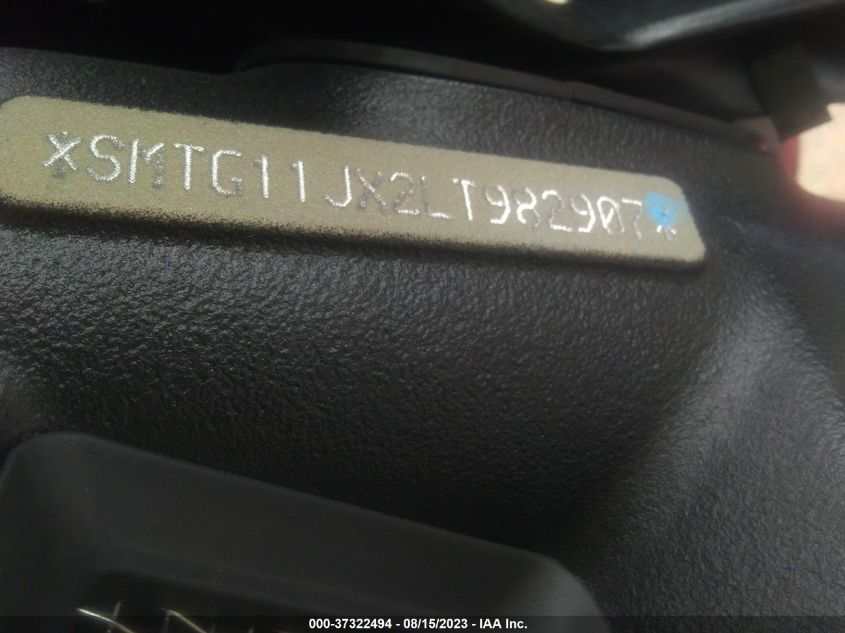 *SMTG11JX2LT982907*
000-37322494 - 08/15/2023 - IAA Inc.